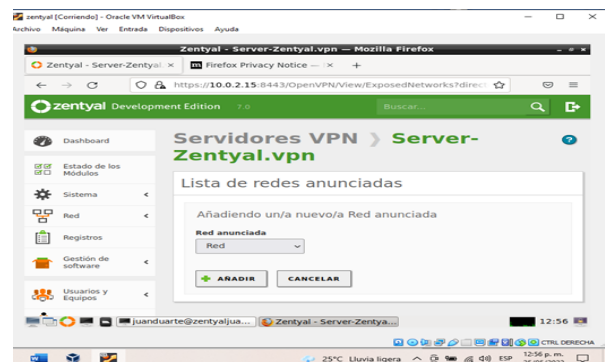 zentyal [Corriendo] - Oracle VM VirtualBox
Archivo Máquina Ver Entrada Dispositivos Ayuda
Zentyal - Server-Zentyal.vpn — Mozilla Firefox
Zentyal - Server-Zentyal. × Firefox Privacy Notice — × +
https://10.0.2.15:8443/OpenVPN/View/ExposedNetworks?direc
zentyal Development Edition 7.0 Buscar...
Dashboard
Estado de los Módulos
Sistema
Red
Registros
Gestión de software
Usuarios y Equipos
Servidores VPN ❯ Server-
Zentyal.vpn
Lista de redes anunciadas
Añadiendo un/a nuevo/a Red anunciada
Red anunciada
Red
+ AÑADIR CANCELAR
juanduarte@zentyaljua... Zentyal - Server-Zentya... 12:56
CTRL DERECHA
25°C Lluvia ligera ESP 12:56 p. m.